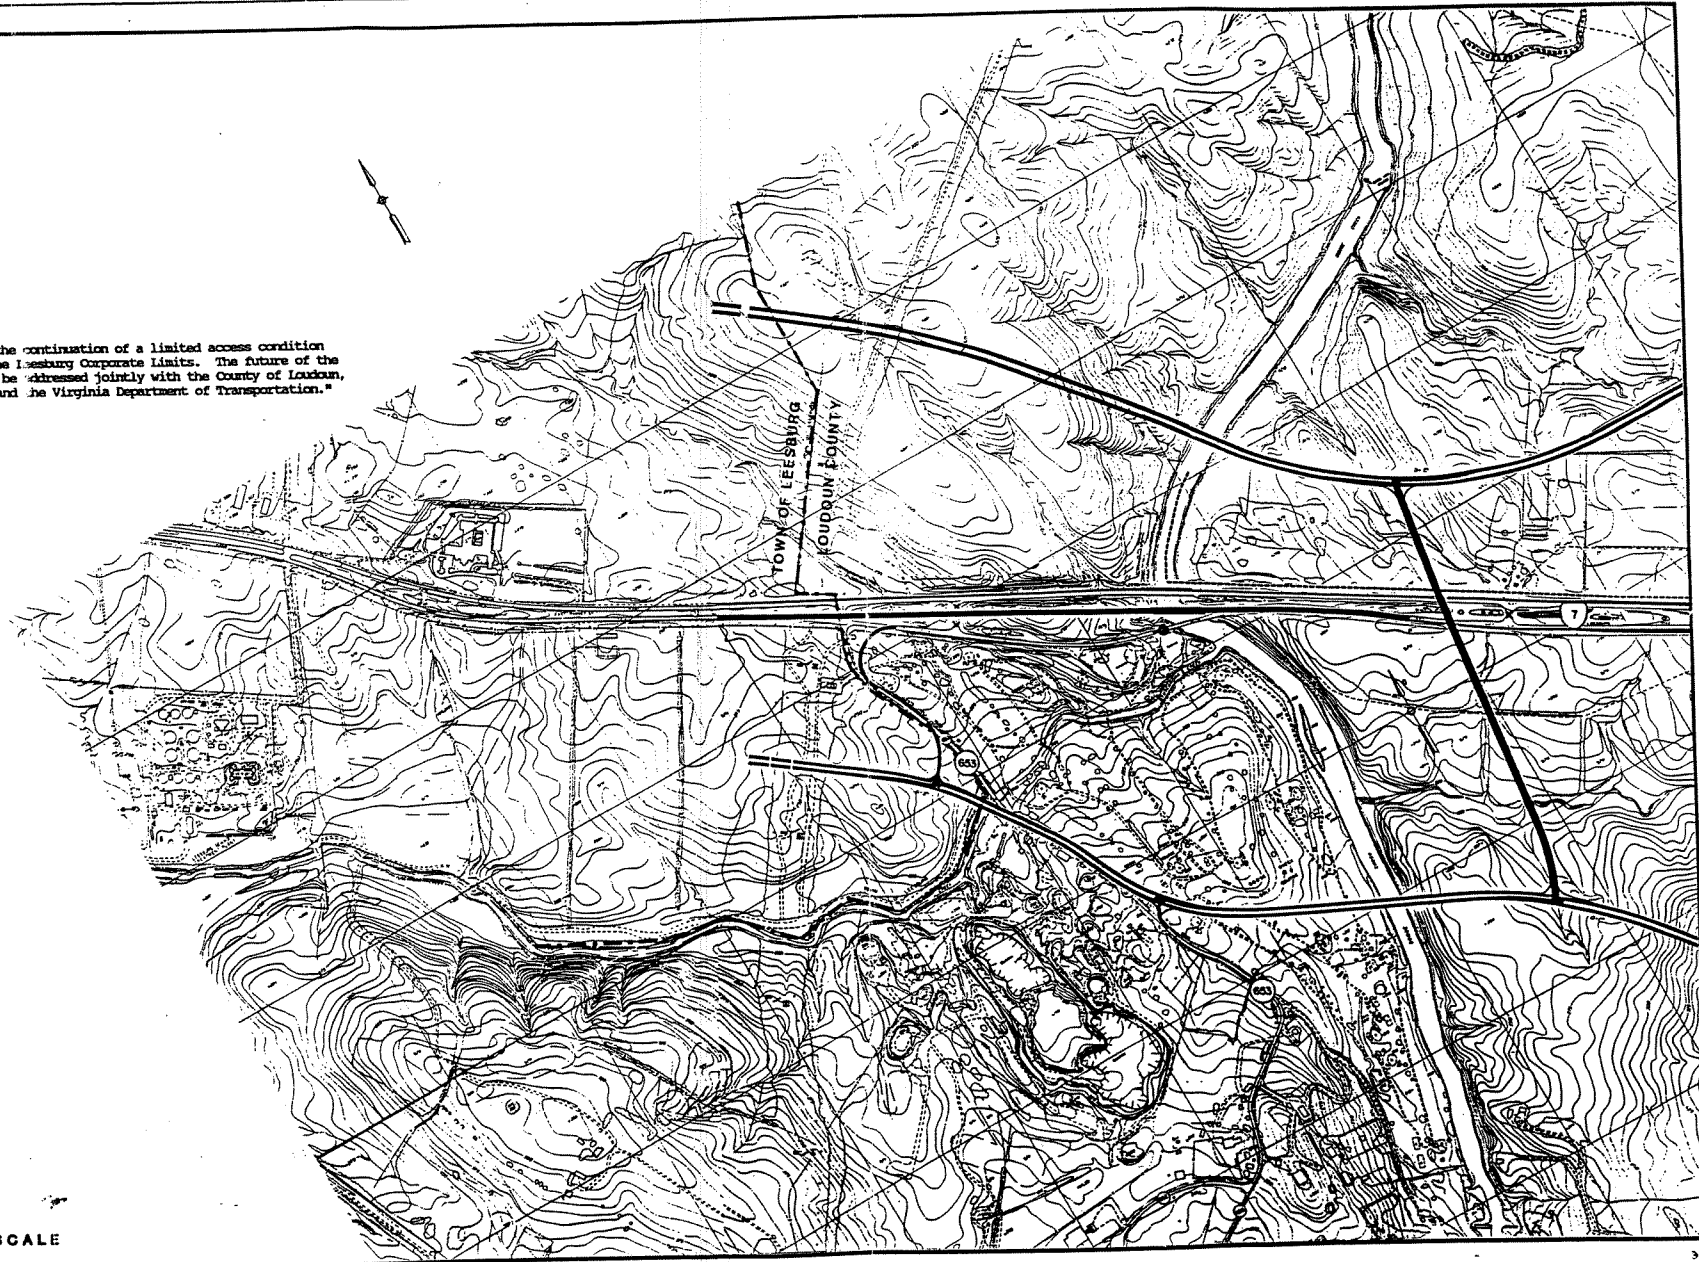 the continuation of a limited access condition
Leesburg Corporate Limits. The future of the
be addressed jointly with the County of Loudoun,
and the Virginia Department of Transportation."
TOWN OF LEESBURG
LOUDOUN COUNTY
7
653
653
SCALE